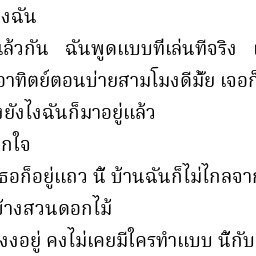 งฉัน
ล้วกัน ฉันพูดแบบทีเล่นทีจริง
อาทิตย์ตอนบ่ายสามโมงดีมั้ย เจอก็
งยังไงฉันก็มาอยู่แล้ว
กใจ
ธอก็อยู่แถว นี้ บ้านฉันก็ไม่ไกลจา
ข้างสวนดอกไม้
งงอยู่ คงไม่เคยมีใครทำแบบ นี้กับ